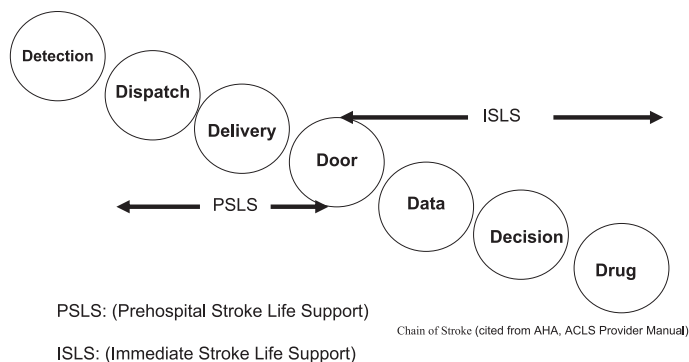 Detection
Dispatch
Delivery
ISLS
Door
PSLS
Data
Decision
Drug
PSLS: (Prehospital Stroke Life Support)
Chain of Stroke (cited from AHA, ACLS Provider Manual)
ISLS: (Immediate Stroke Life Support)